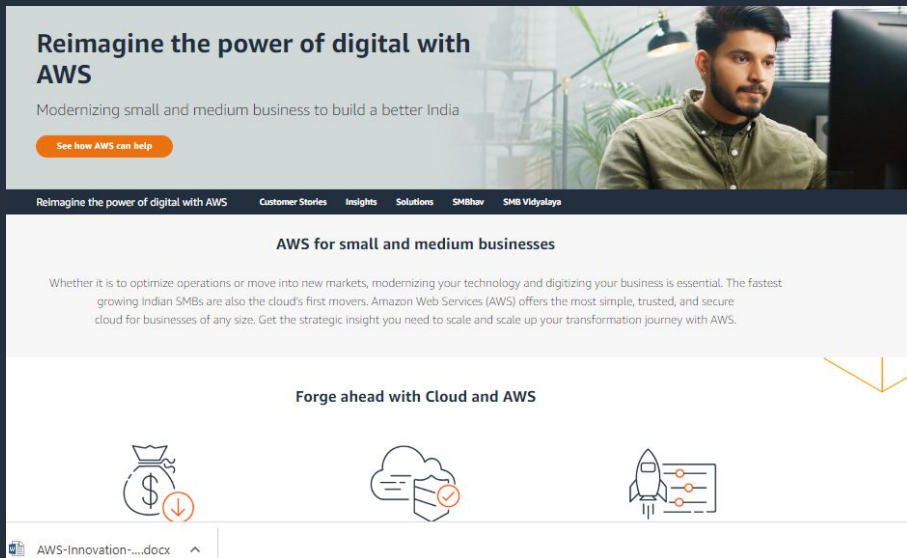 Reimagine the power of digital with
AWS
Modernizing small and medium business to build a better India
See how AWS can help
Reimagine the power of digital with AWS Customer Stories Insights Solutions SMBhav SMB Vidyalaya
AWS for small and medium businesses
Whether it is to optimize operations or move into new markets, modernizing your technology and digitizing your business is essential. The fastest
growing Indian SMBs are also the cloud's first movers. Amazon Web Services (AWS) offers the most simple, trusted, and secure
cloud for businesses of any size. Get the strategic insight you need to scale and scale up your transformation journey with AWS.
Forge ahead with Cloud and AWS
$
AWS-Innovation-....docx